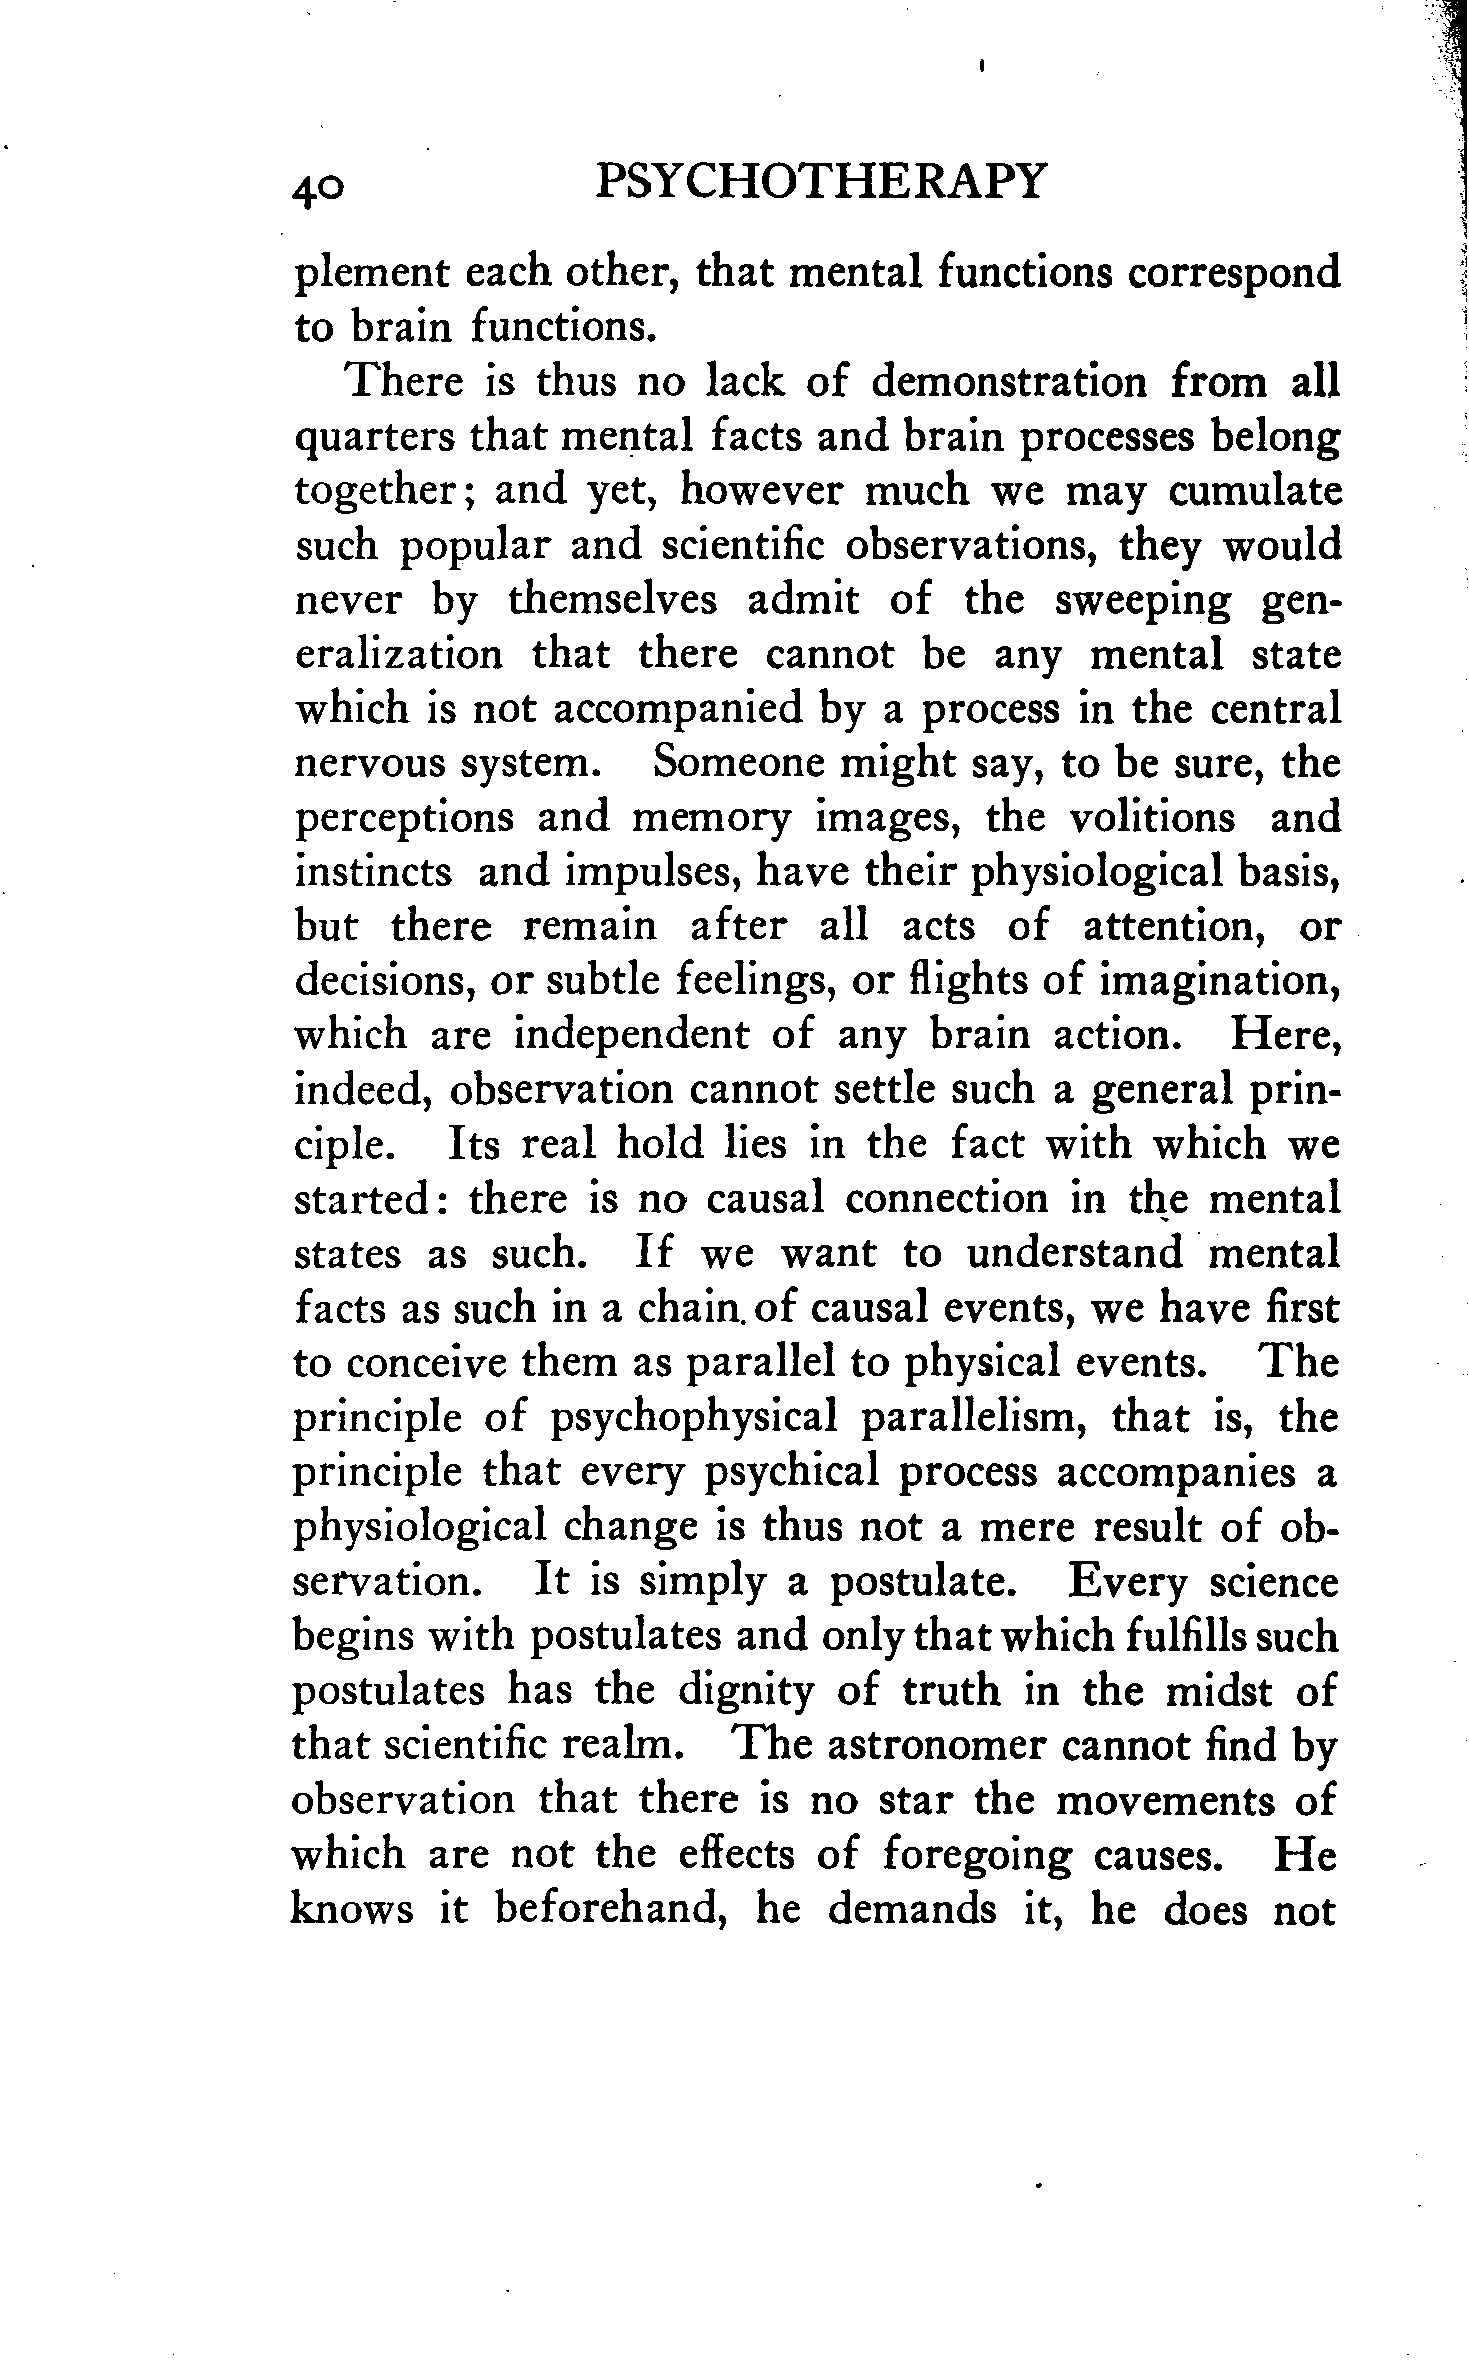 40 PSYCHOTHERAPY
plement each other, that mental functions correspond
to brain functions.
There is thus no lack of demonstration from all
quarters that mental facts and brain processes belong
together; and yet, however much we may cumulate
such popular and scientific observations, they would
never by themselves admit of the sweeping gen-
eralization that there cannot be any mental state
which is not accompanied by a process in the central
nervous system. Someone might say, to be sure, the
perceptions and memory images, the volitions and
instincts and impulses, have their physiological basis,
but there remain after all acts of attention, or
decisions, or subtle feelings, or flights of imagination,
which are independent of any brain action. Here,
indeed, observation cannot settle such a general prin-
ciple. Its real hold lies in the fact with which we
started: there is no causal connection in the mental
states as such. If we want to understand mental
facts as such in a chain of causal events, we have first
to conceive them as parallel to physical events. The
principle of psychophysical parallelism, that is, the
principle that every psychical process accompanies a
physiological change is thus not a mere result of ob-
servation. It is simply a postulate. Every science
begins with postulates and only that which fulfills such
postulates has the dignity of truth in the midst of
that scientific realm. The astronomer cannot find by
observation that there is no star the movements of
which are not the effects of foregoing causes. He
knows it beforehand, he demands it, he does not